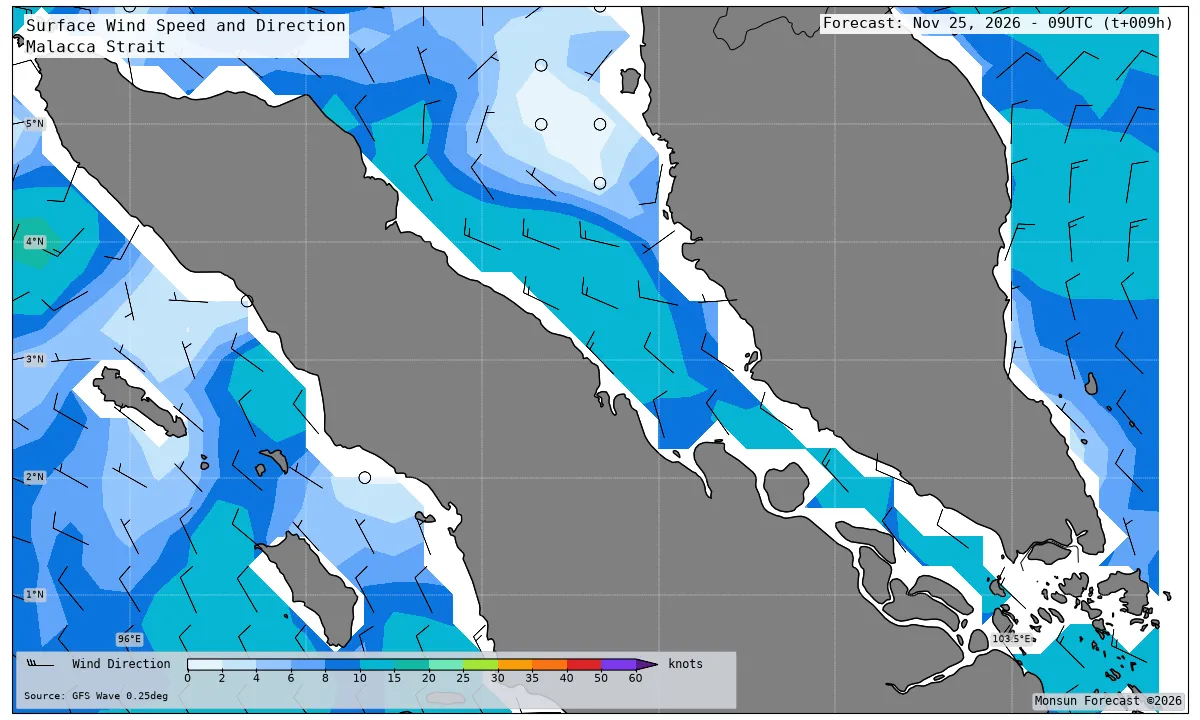 Surface Wind Speed and Direction
Malacca Strait
Forecast: Nov 25, 2026 - 09UTC (t+009h)
5°N
4°N
3°N
2°N
1°N
96°E
103.5°E
Wind Direction
0 2 4 6 8 10 15 20 25 30 35 40 50 60
knots
Source: GFS Wave 0.25deg
Monsun Forecast ©2026